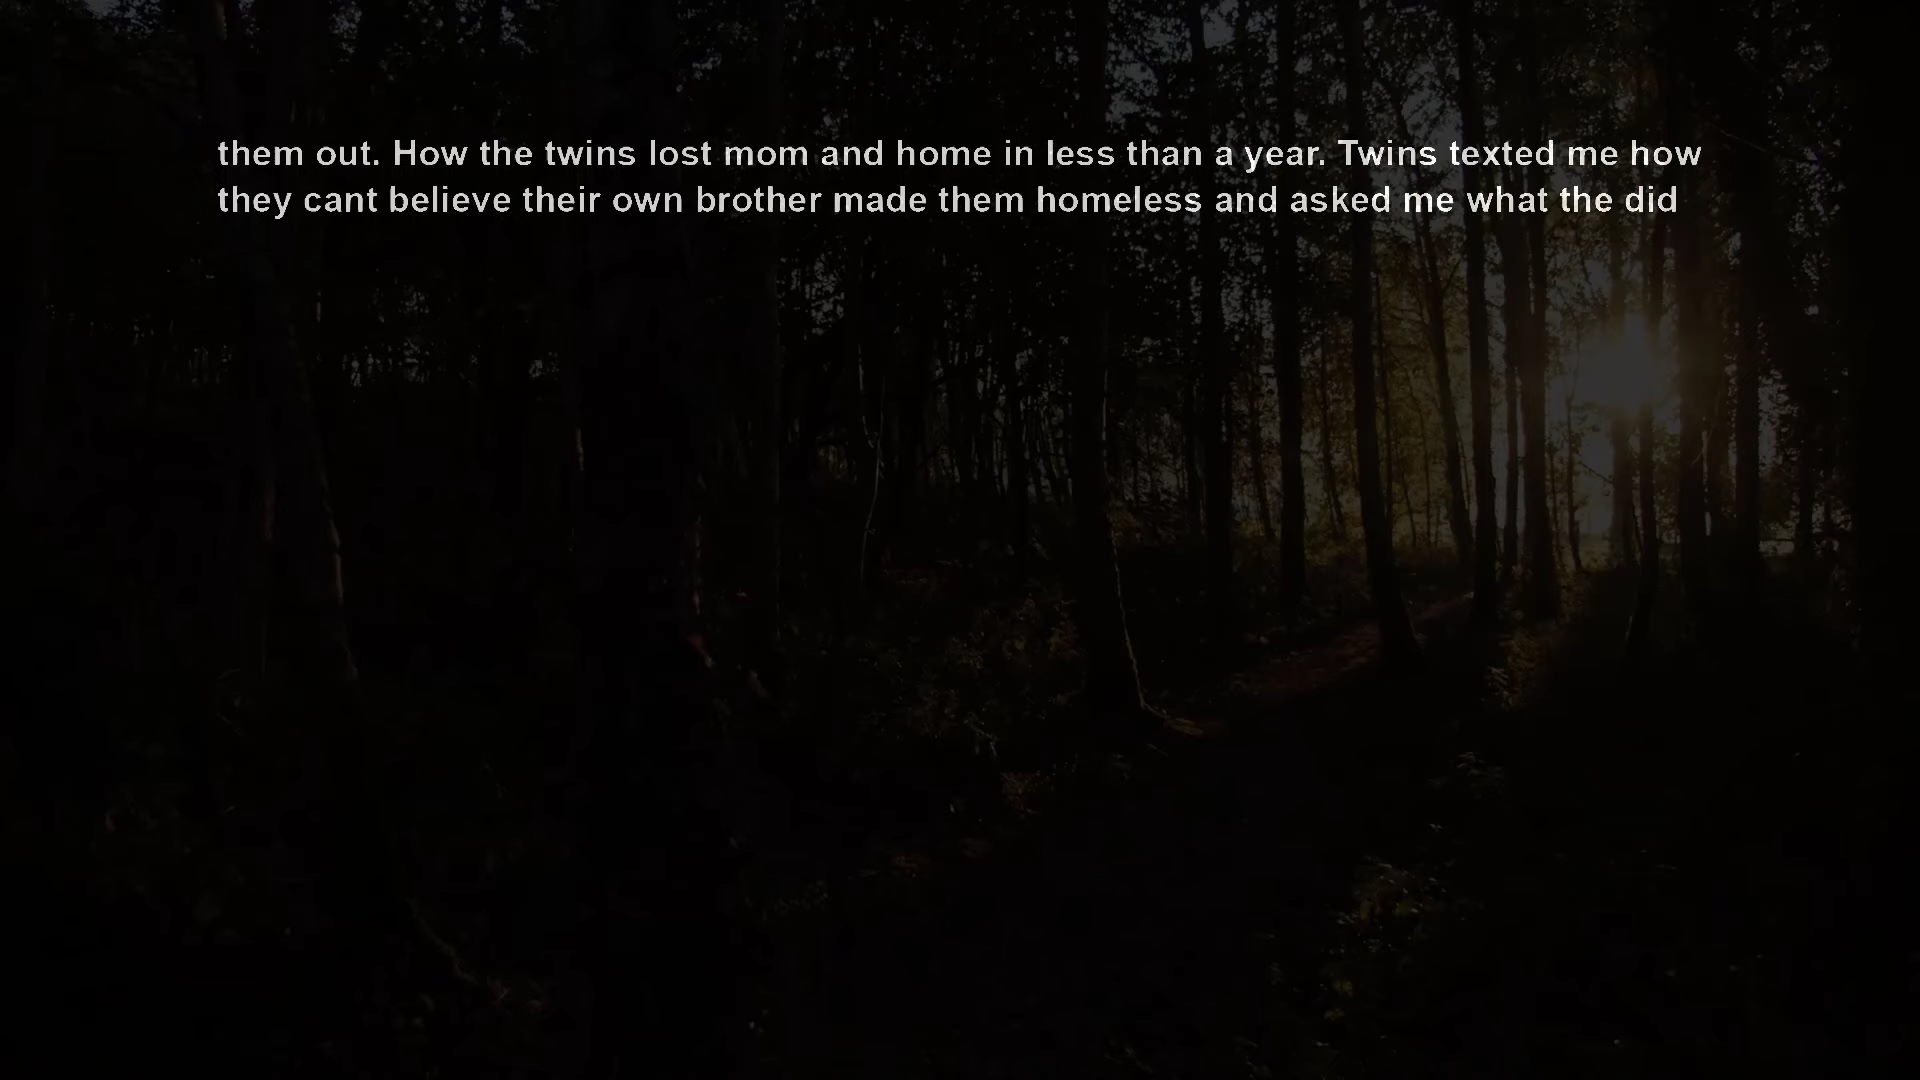 them out. How the twins lost mom and home in less than a year. Twins texted me how
they cant believe their own brother made them homeless and asked me what the did